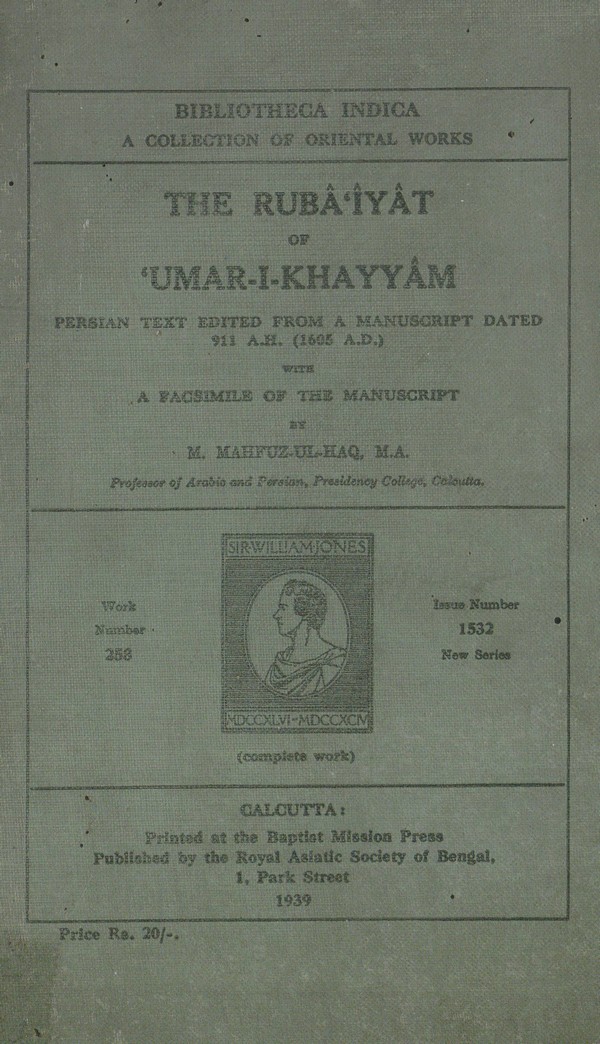 BIBLIOTHECA INDICA
A COLLECTION OF ORIENTAL WORKS
THE RUBÂ‘ÎYÂT
OF
‘UMAR-I-KHAYYÂM
PERSIAN TEXT EDITED FROM A MANUSCRIPT DATED
911 A.H. (1605 A.D.)
WITH
A FACSIMILE OF THE MANUSCRIPT
BY
M. MAHFUZ-UL-HAQ, M.A.
Professor of Arabic and Persian, Presidency College, Calcutta.
SIR·WILLIAM·JONES
MDCCXLVI-MDCCXCIV
Work
Number
258
Issue Number
1532
New Series
(complete work)
CALCUTTA:
Printed at the Baptist Mission Press
Published by the Royal Asiatic Society of Bengal,
1, Park Street
1939
Price Rs. 20/-.